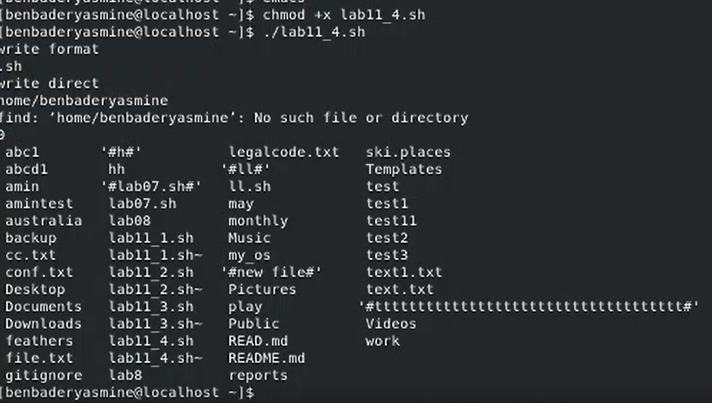 [benbaderyasmine@localhost ~]$ emacs
[benbaderyasmine@localhost ~]$ chmod +x lab11_4.sh
[benbaderyasmine@localhost ~]$ ./lab11_4.sh
write format
.sh
write direct
home/benbaderyasmine
find: ‘home/benbaderyasmine’: No such file or directory
0
abc1 '#h#' legalcode.txt ski.places
abcd1 hh '#ll#' Templates
amin '#lab07.sh#' ll.sh test
amintest lab07.sh may test1
australia lab08 monthly test11
backup lab11_1.sh Music test2
cc.txt lab11_1.sh~ my_os test3
conf.txt lab11_2.sh '#new file#' text1.txt
Desktop lab11_2.sh~ Pictures text.txt
Documents lab11_3.sh play '#tttttttttttttttttttttttttttttttttttt#'
Downloads lab11_3.sh~ Public Videos
feathers lab11_4.sh READ.md work
file.txt lab11_4.sh~ README.md
gitignore lab8 reports
[benbaderyasmine@localhost ~]$